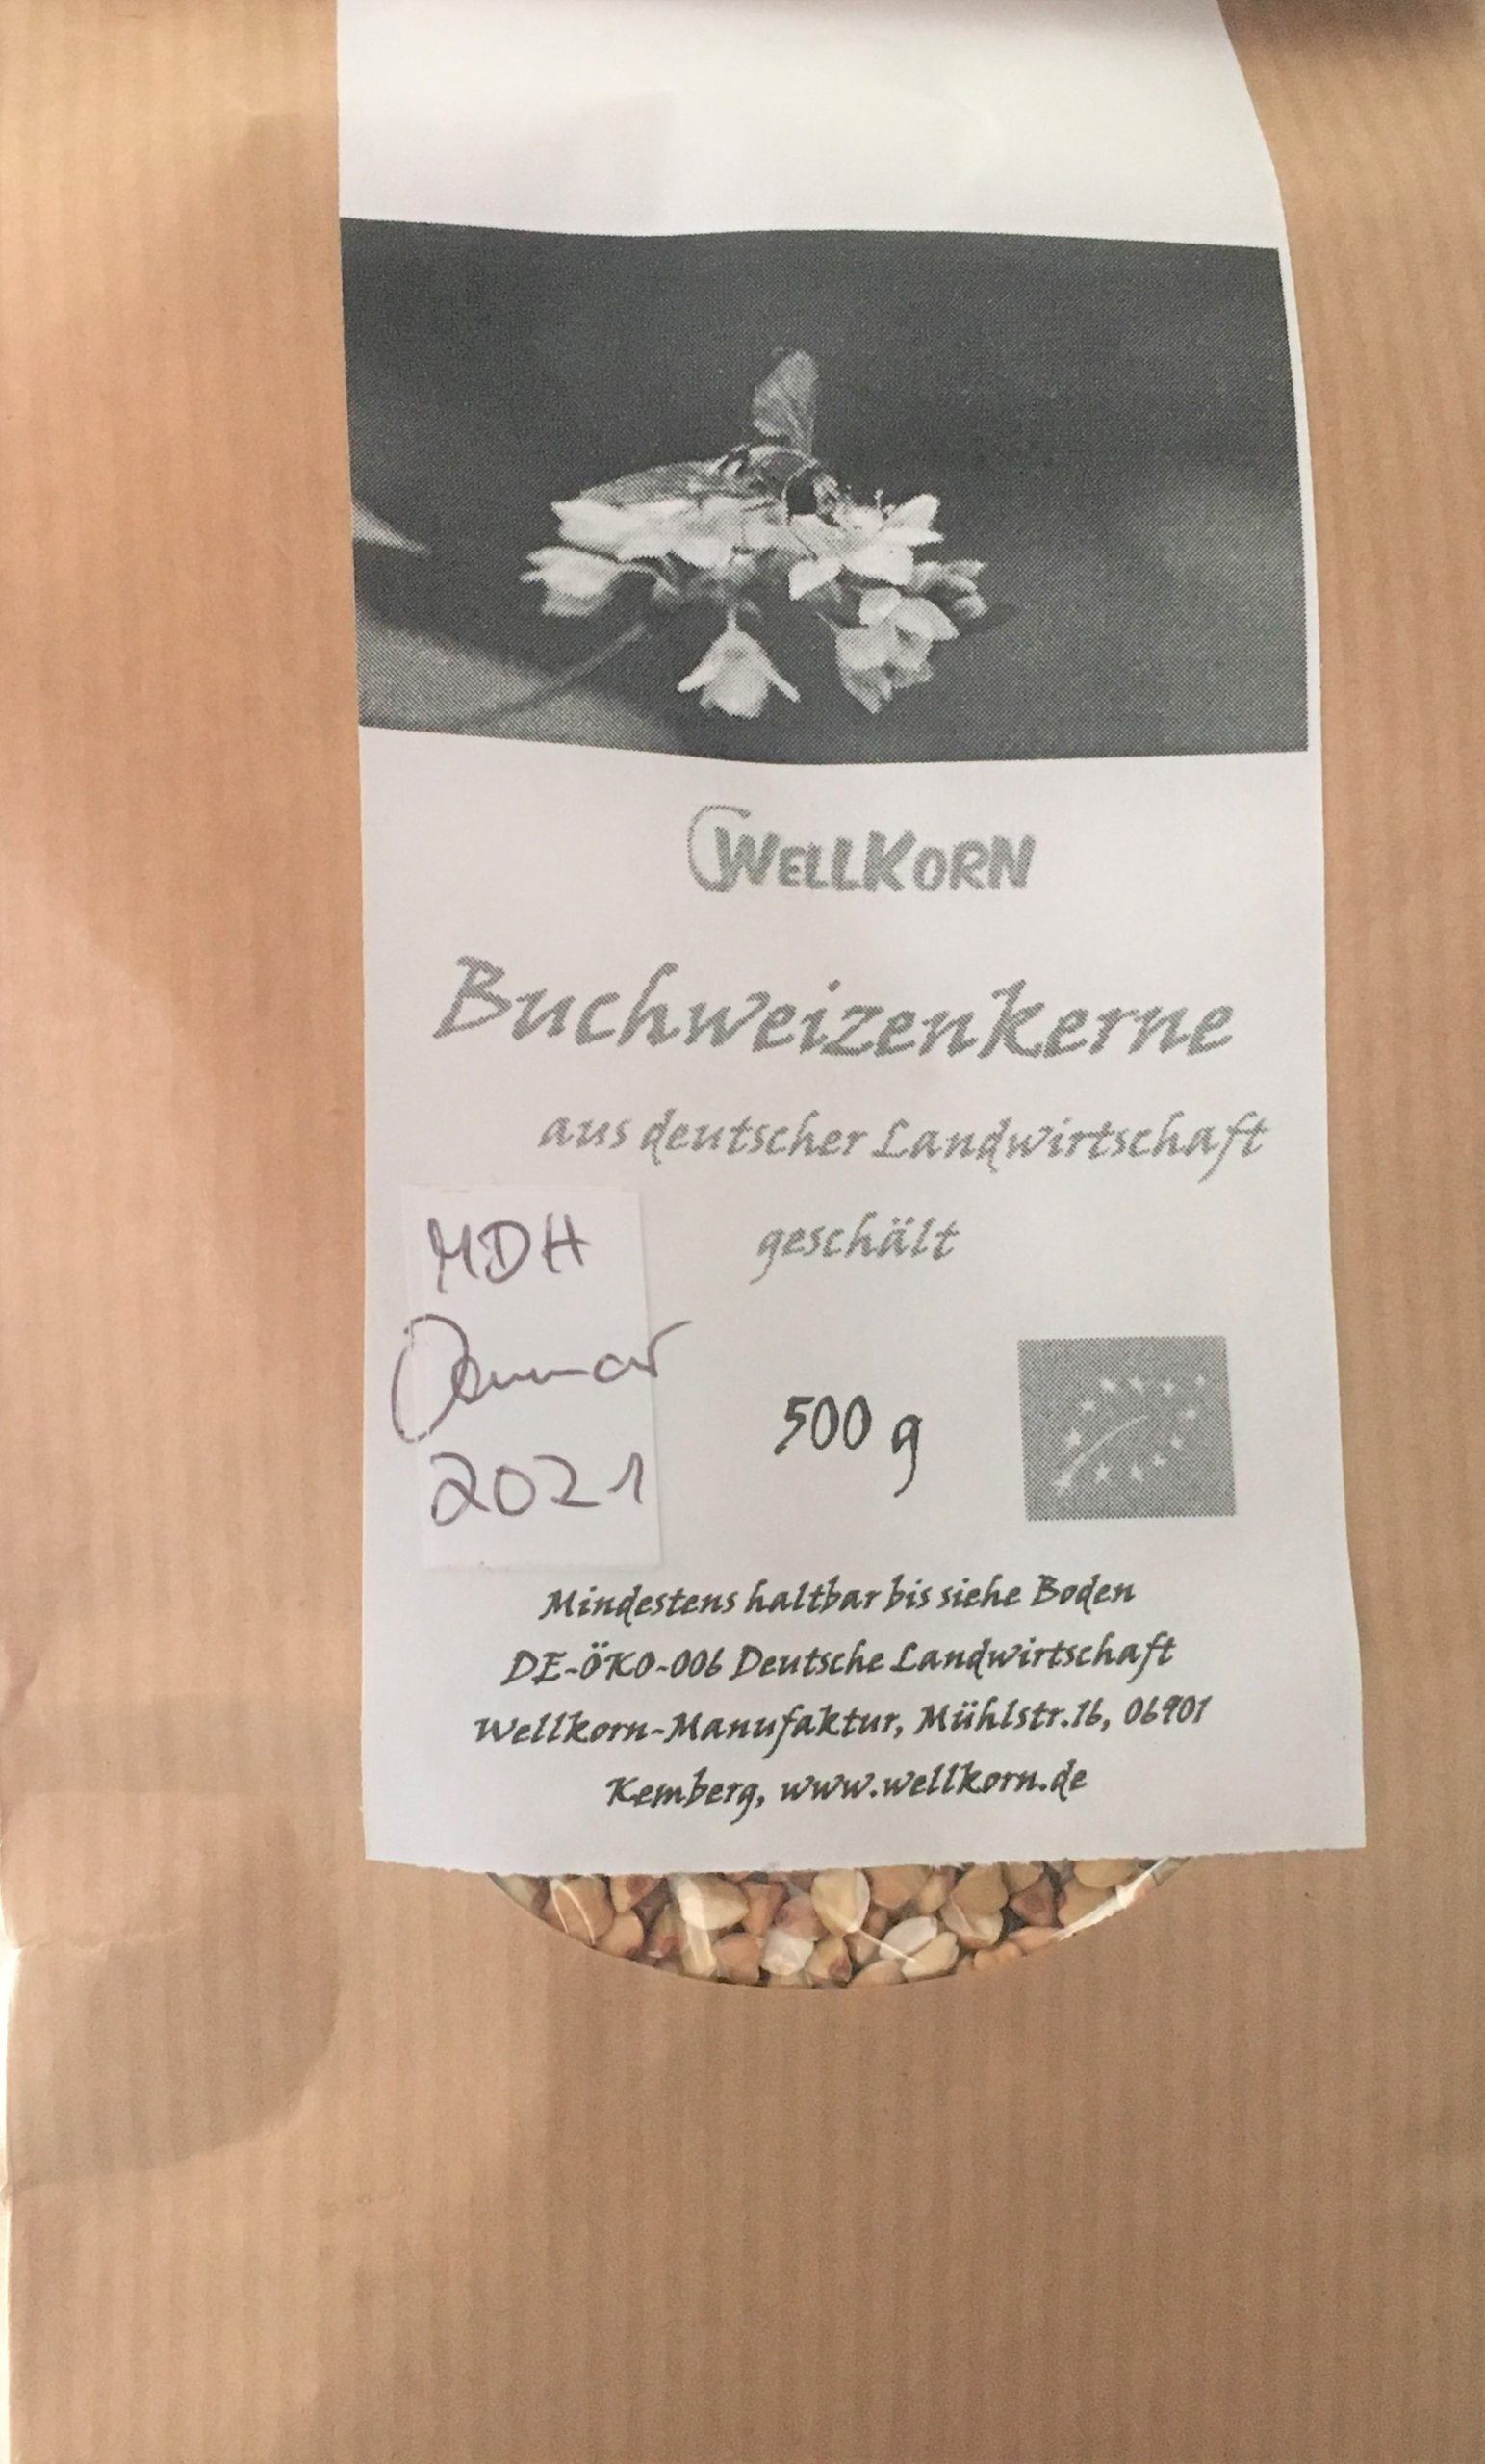 WELLKORN
Buchweizenkerne
aus deutscher Landwirtschaft
geschält
MDH
Januar
2021
500 g
Mindestens haltbar bis siehe Boden
DE-ÖKO-006 Deutsche Landwirtschaft
Wellkorn-Manufaktur, Mühlstr.16, 06901
Kemberg, www.wellkorn.de